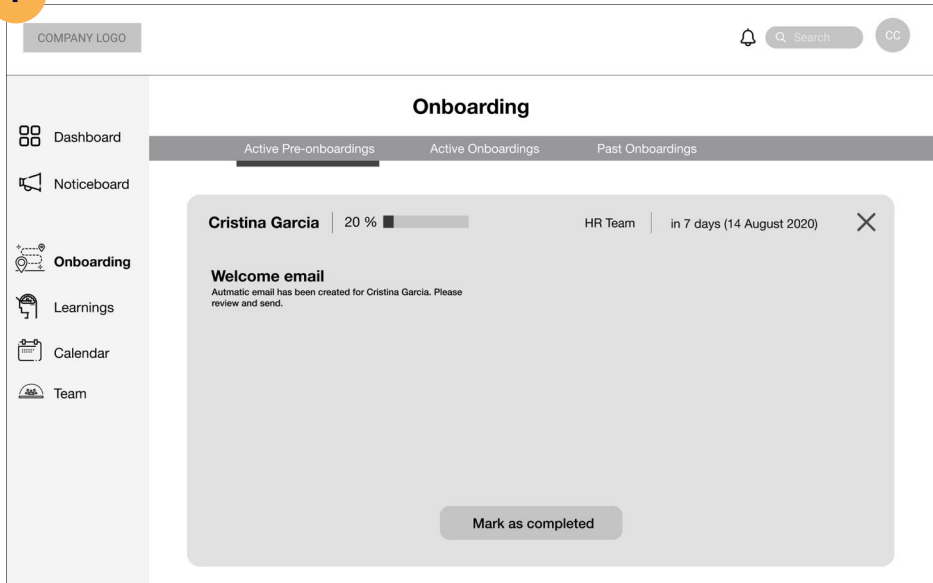 COMPANY LOGO
Search
CC
Onboarding
Dashboard
Active Pre-onboardings
Active Onboardings
Past Onboardings
Noticeboard
Cristina Garcia
20 %
HR Team
in 7 days (14 August 2020)
Onboarding
Welcome email
Autmatic email has been created for Cristina Garcia. Please
review and send.
Learnings
Calendar
Team
Mark as completed